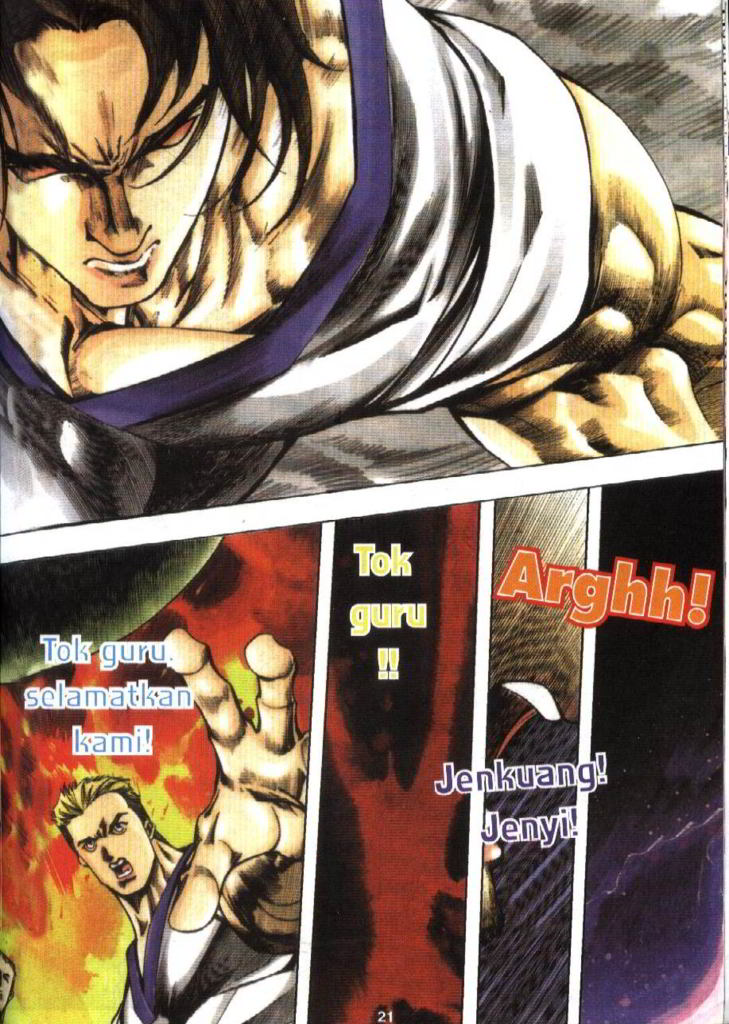 Tok guru,
selamatkan
kami!
Tok
guru
!!
Arghh!
Jenkuang!
Jenyi!
21